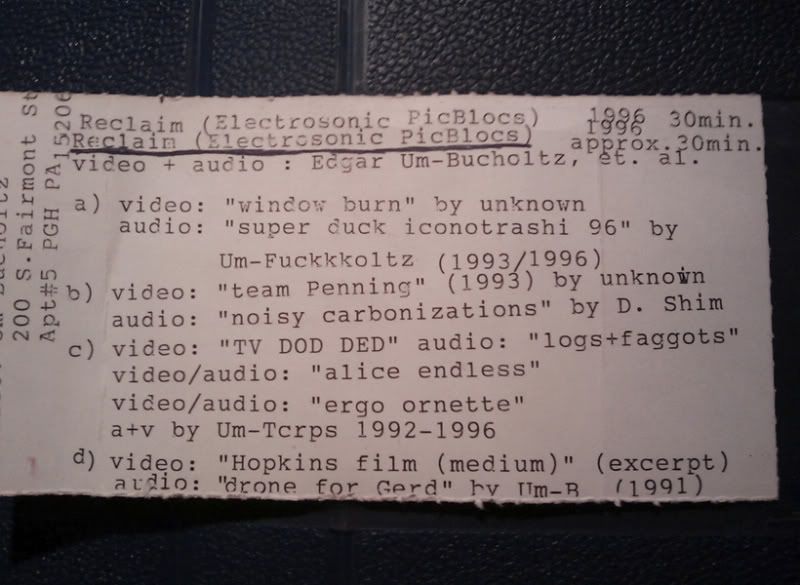 Reclaim (Electrosonic PicBlocs) 1996 30min.
Reclaim (Electrosonic PicBlocs) 1996 approx.30min.
video + audio : Edgar Um-Bucholtz, et. al.
a) video: "window burn" by unknown
audio: "super duck iconotrashi 96" by
Um-Fuckkkoltz (1993/1996)
b) video: "team Penning" (1993) by unknown
audio: "noisy carbonizations" by D. Shim
c) video: "TV DOD DED" audio: "logs+faggots"
video/audio: "alice endless"
video/audio: "ergo ornette"
a+v by Um-Tcrps 1992-1996
d) video: "Hopkins film (medium)" (excerpt)
audio: "drone for Gerd" by Um-B (1991)
200 S.Fairmont St
Apt#5 PGH PA 15206